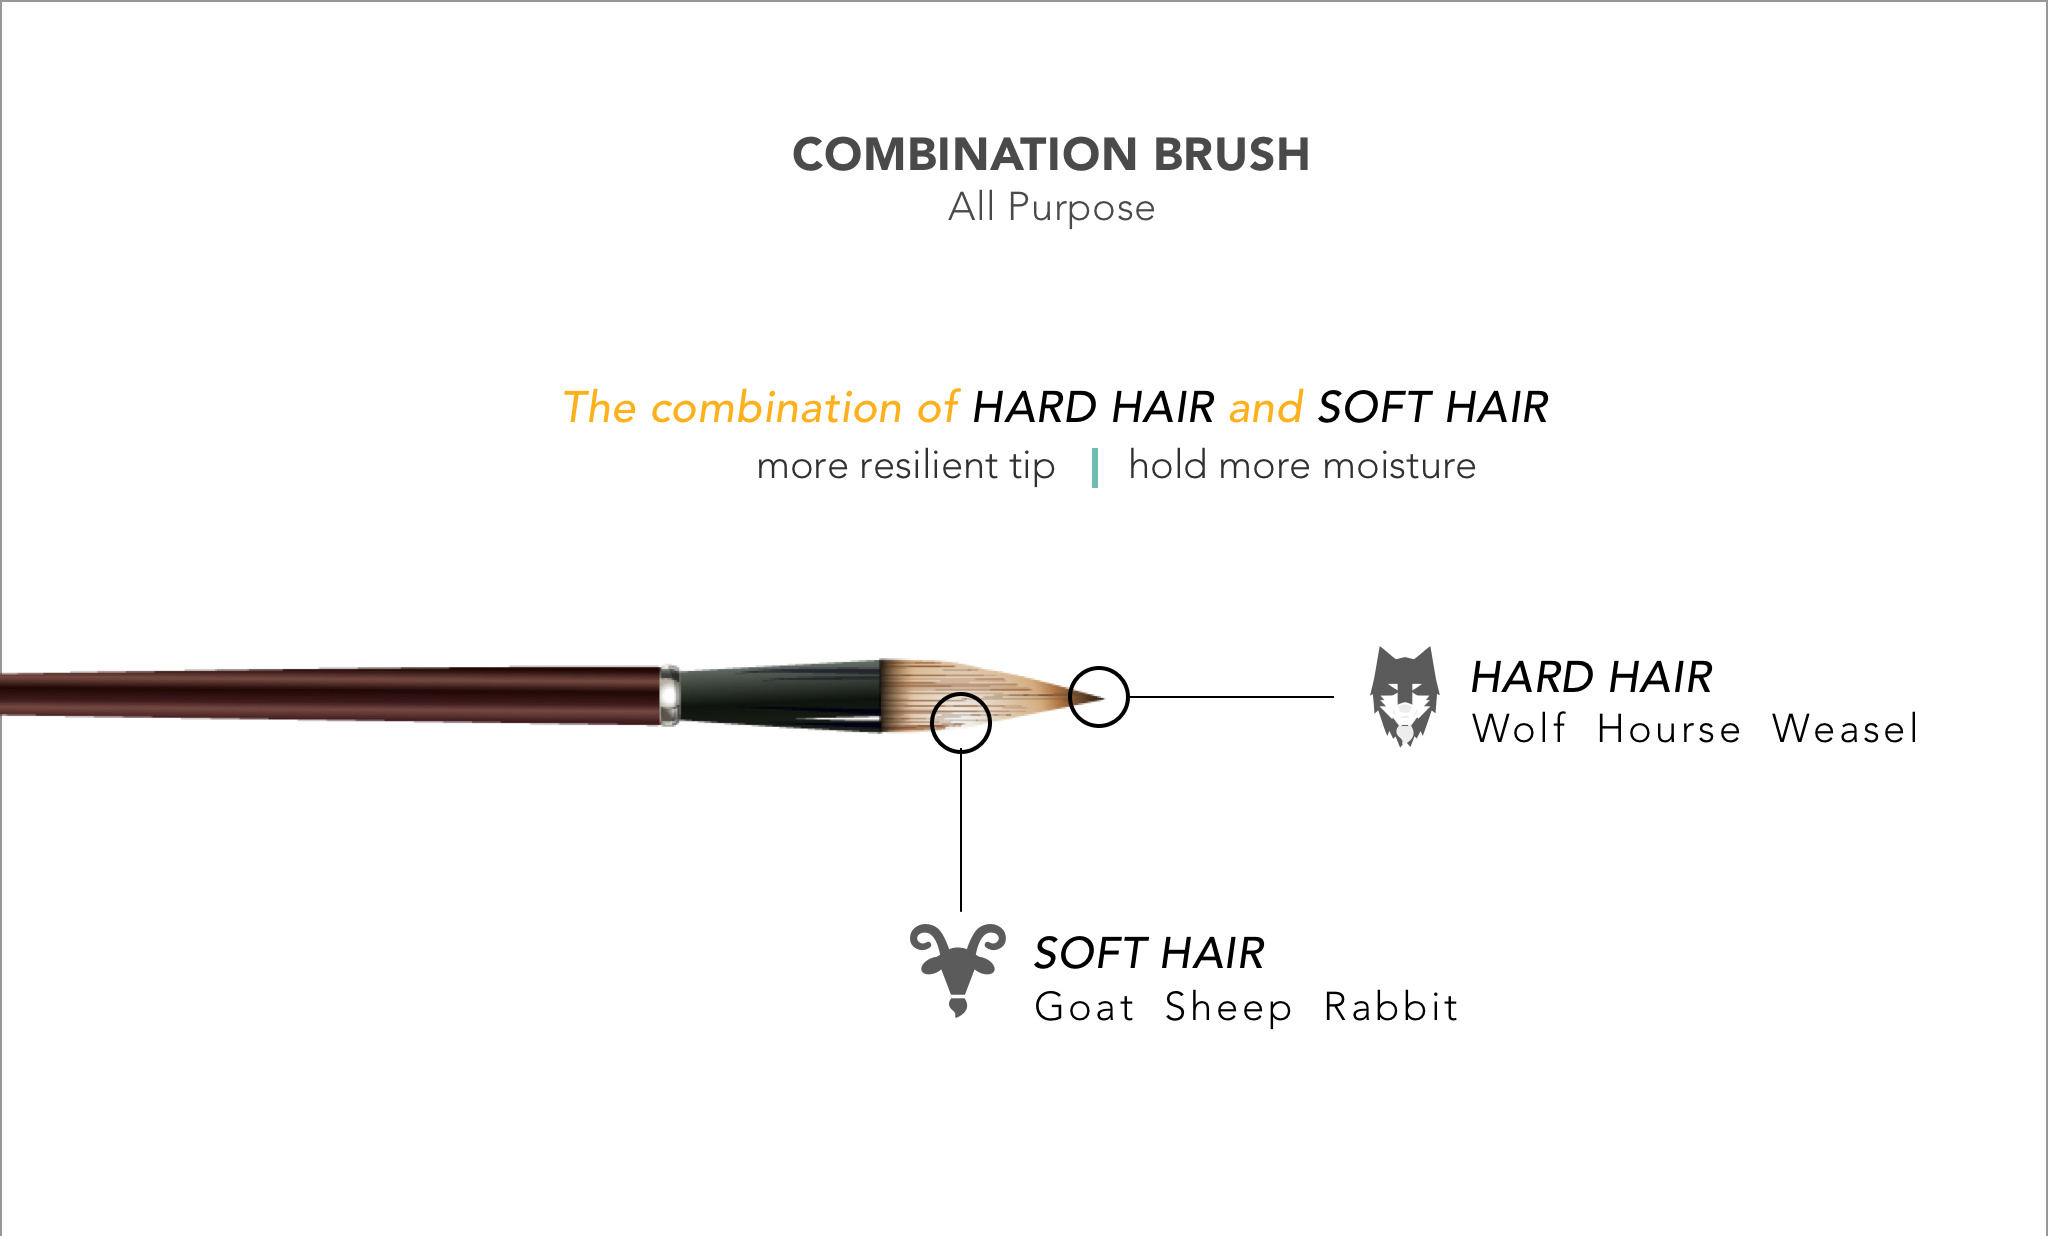 COMBINATION BRUSH
All Purpose
The combination of HARD HAIR and SOFT HAIR
more resilient tip | hold more moisture
HARD HAIR
Wolf Hourse Weasel
SOFT HAIR
Goat Sheep Rabbit